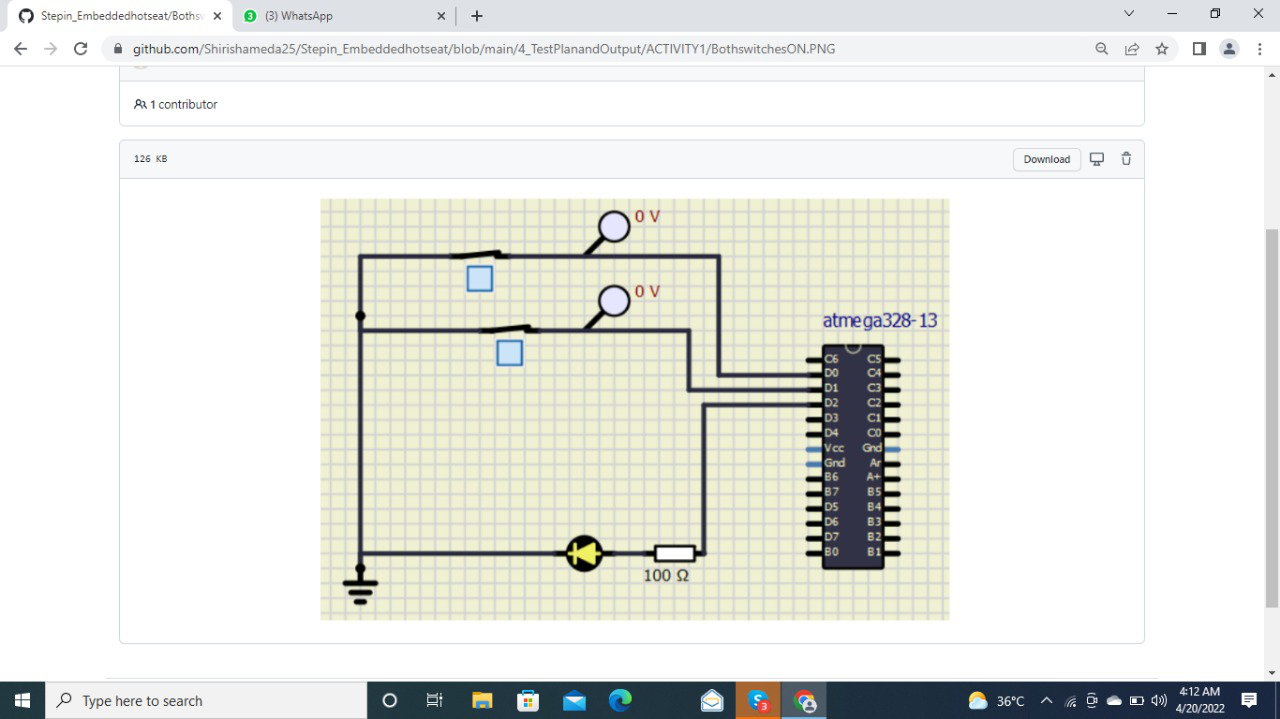 Stepin_Embeddedhotseat/Bothsw
(3) WhatsApp
github.com/Shirishameda25/Stepin_Embeddedhotseat/blob/main/4_TestPlanandOutput/ACTIVITY1/BothswitchesON.PNG
1 contributor
126 KB
Download
0 V
0 V
atmega328-13
C6 C5
D0 C4
D1 C3
D2 C2
D3 C1
D4 C0
Vcc Gnd
Gnd Ar
B6 A+
B7 B5
D5 B4
D6 B3
D7 B2
B0 B1
100 Ω
Type here to search
3
36°C
4:12 AM
4/20/2022